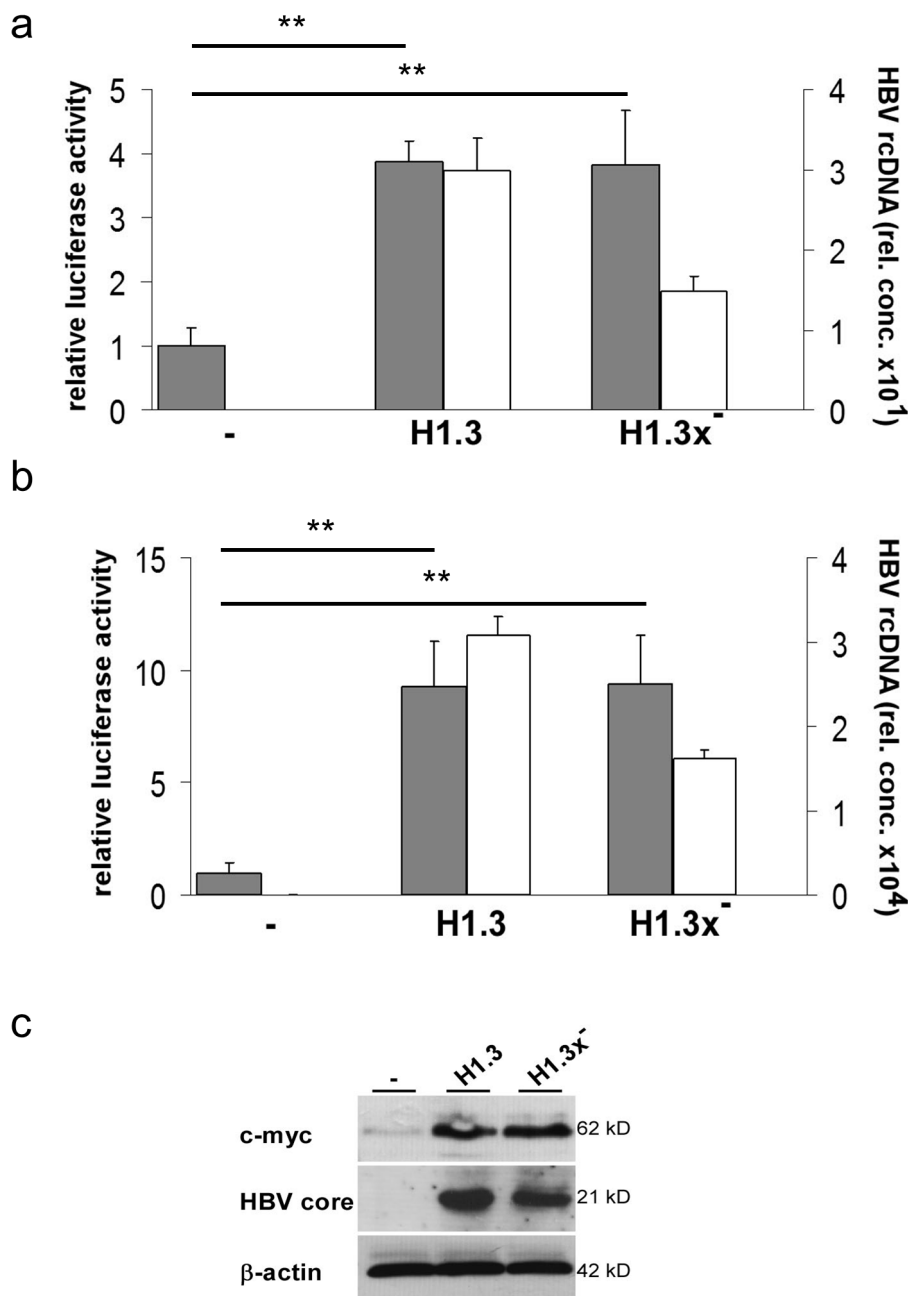 a
**
**
relative luciferase activity
5
4
3
2
1
0
4
3
2
1
0
HBV rcDNA (rel. conc. x10¹)
-
H1.3
H1.3x⁻
b
**
**
relative luciferase activity
15
10
5
0
4
3
2
1
0
HBV rcDNA (rel. conc. x10⁴)
-
H1.3
H1.3x⁻
c
-
H1.3
H1.3x⁻
c-myc
62 kD
HBV core
21 kD
β-actin
42 kD